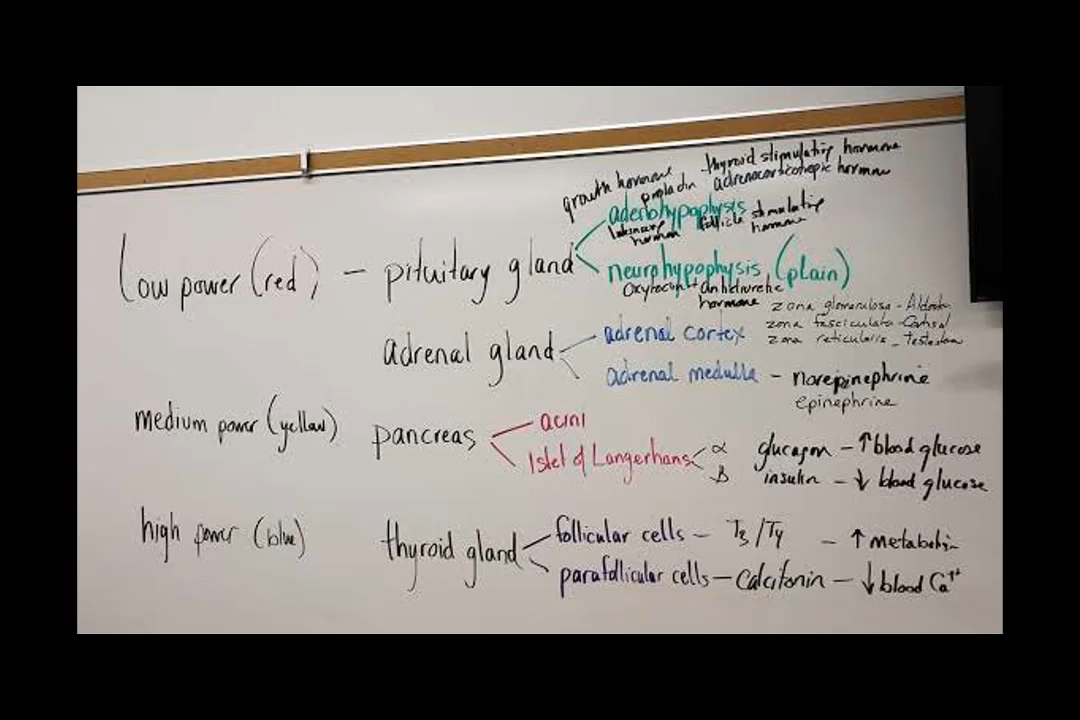 growth hormone
prolactin
- thyroid stimulating hormone
adrenocorticotropic hormone
adenohypophysis
hormone
follicle stimulating
hormone
low power (red) - pituitary gland
neurohypophysis (plain)
oxytocin + antidiuretic
hormone
zona glomerulosa -
zona fasciculata - Cortisol
zona reticularis -
adrenal gland
adrenal cortex
adrenal medulla - norepinephrine
epinephrine
medium power (yellow) pancreas
acini
Islet of Langerhans
α glucagon - ↑ blood glucose
β insulin - ↓ blood glucose
high power (blue) thyroid gland
follicular cells - T3/T4 - ↑
parafollicular cells - Calcitonin - ↓ blood Ca++